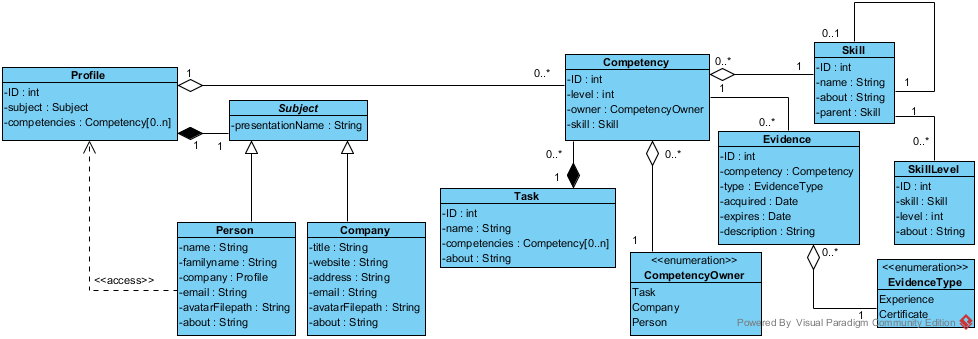 Profile
-ID : int
-subject : Subject
-competencies : Competency[0..n]
1
0..*
1
1
Subject
-presentationName : String
Competency
-ID : int
-level : int
-owner : CompetencyOwner
-skill : Skill
0..*
1
1
0..*
0..*
1
0..*
1
Skill
-ID : int
-name : String
-about : String
-parent : Skill
0..1
1
1
0..*
Evidence
-ID : int
-competency : Competency
-type : EvidenceType
-acquired : Date
-expires : Date
-description : String
0..*
1
SkillLevel
-ID : int
-skill : Skill
-level : int
-about : String
Task
-ID : int
-name : String
-competencies : Competency[0..n]
-about : String
Person
-name : String
-familyname : String
-company : Profile
-email : String
-avatarFilepath : String
-about : String
<<access>>
Company
-title : String
-website : String
-address : String
-email : String
-avatarFilepath : String
-about : String
<<enumeration>>
CompetencyOwner
Task
Company
Person
<<enumeration>>
EvidenceType
Experience
Certificate
Powered By Visual Paradigm Community Edition